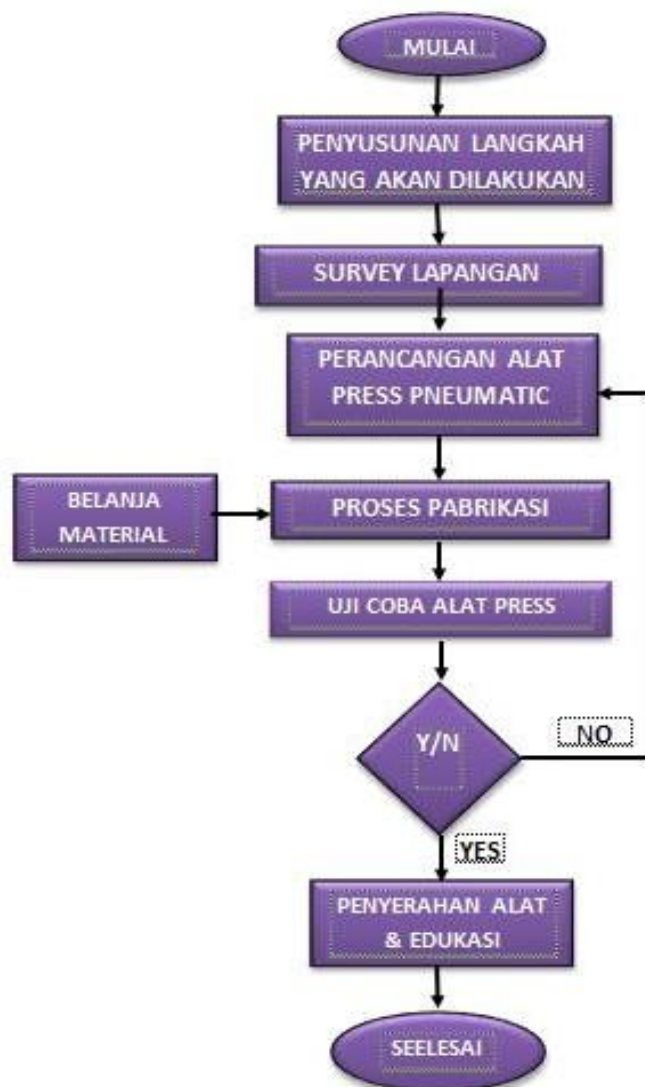 MULAI
PENYUSUNAN LANGKAH
YANG AKAN DILAKUKAN
SURVEY LAPANGAN
PERANCANGAN ALAT
PRESS PNEUMATIC
BELANJA
MATERIAL
PROSES PABRIKASI
UJI COBA ALAT PRESS
Y/N
NO
YES
PENYERAHAN ALAT
& EDUKASI
SEELESAI